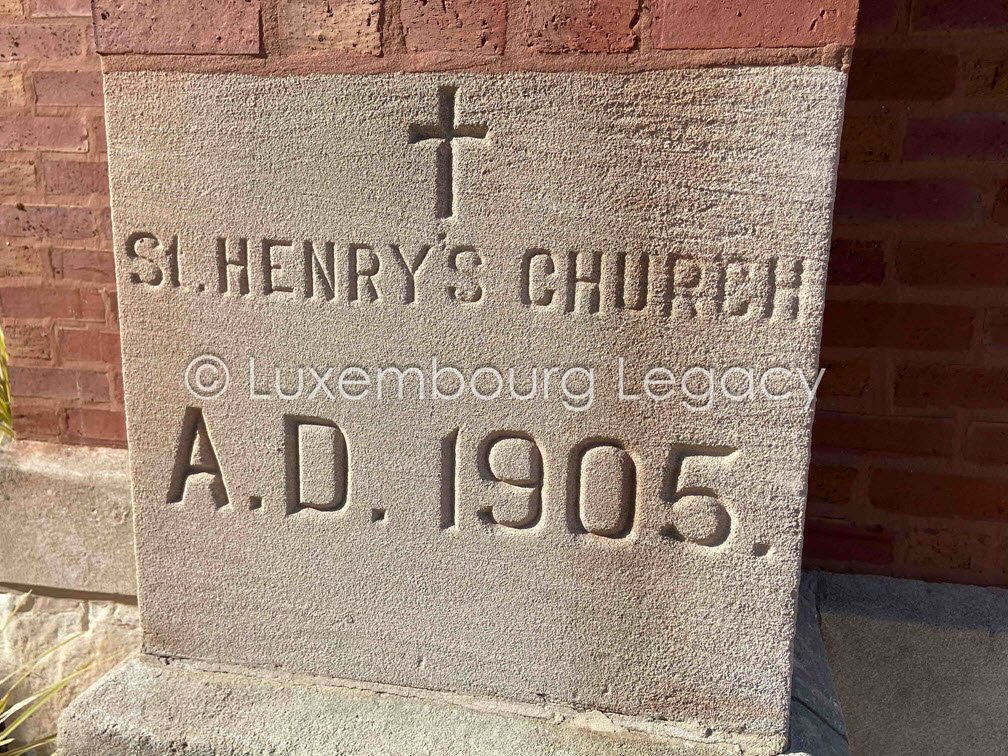 St. HENRY'S CHURCH
© Luxembourg Legacy
A.D. 1905.